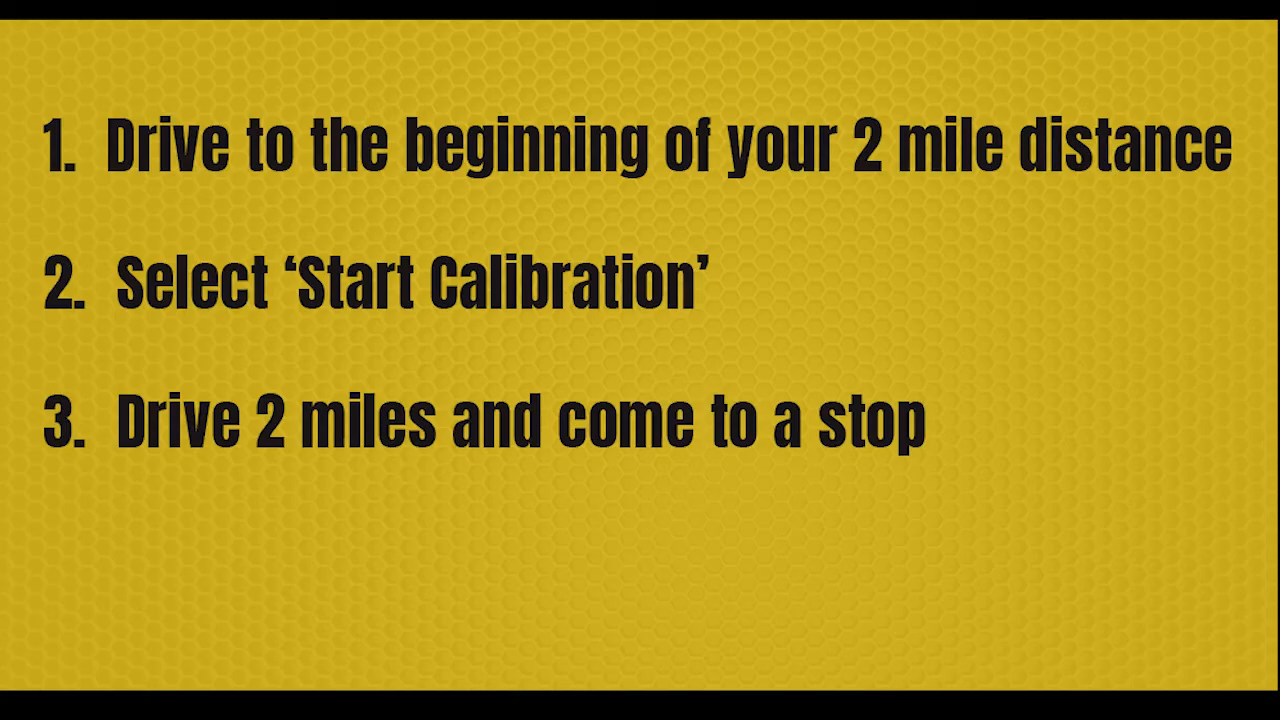 1. Drive to the beginning of your 2 mile distance
2. Select ‘Start Calibration’
3. Drive 2 miles and come to a stop